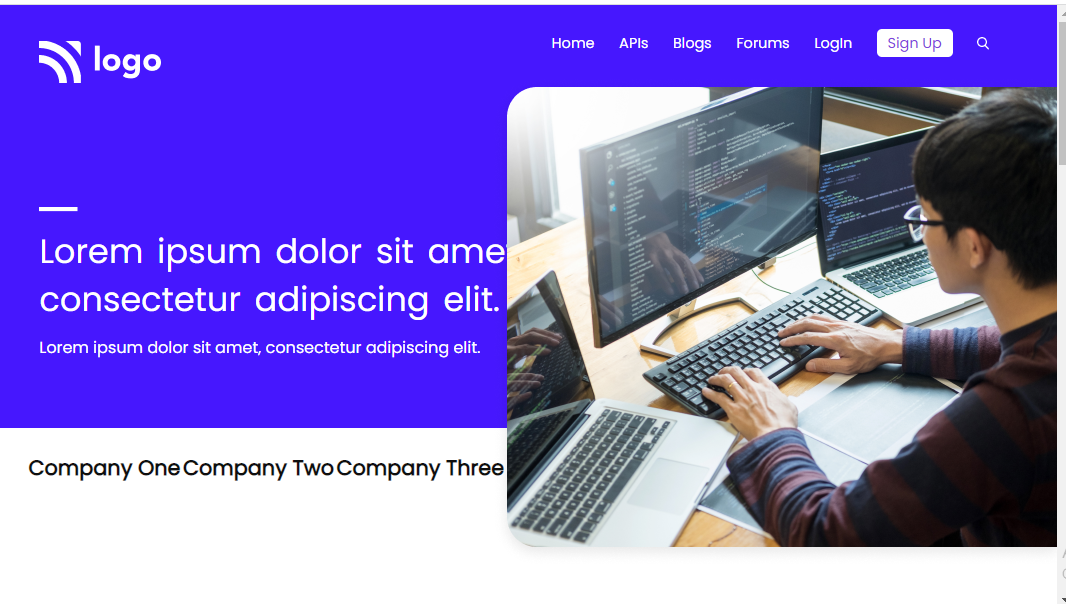 logo
Home APIs Blogs Forums LogIn Sign Up
Lorem ipsum dolor sit ame
consectetur adipiscing elit.
Lorem ipsum dolor sit amet, consectetur adipiscing elit.
Company One Company Two Company Three